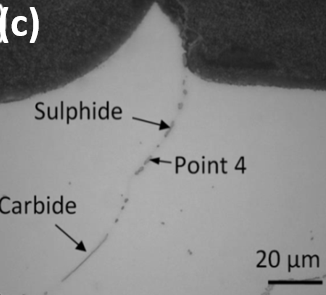 (c)
Sulphide
Point 4
Carbide
20 μm